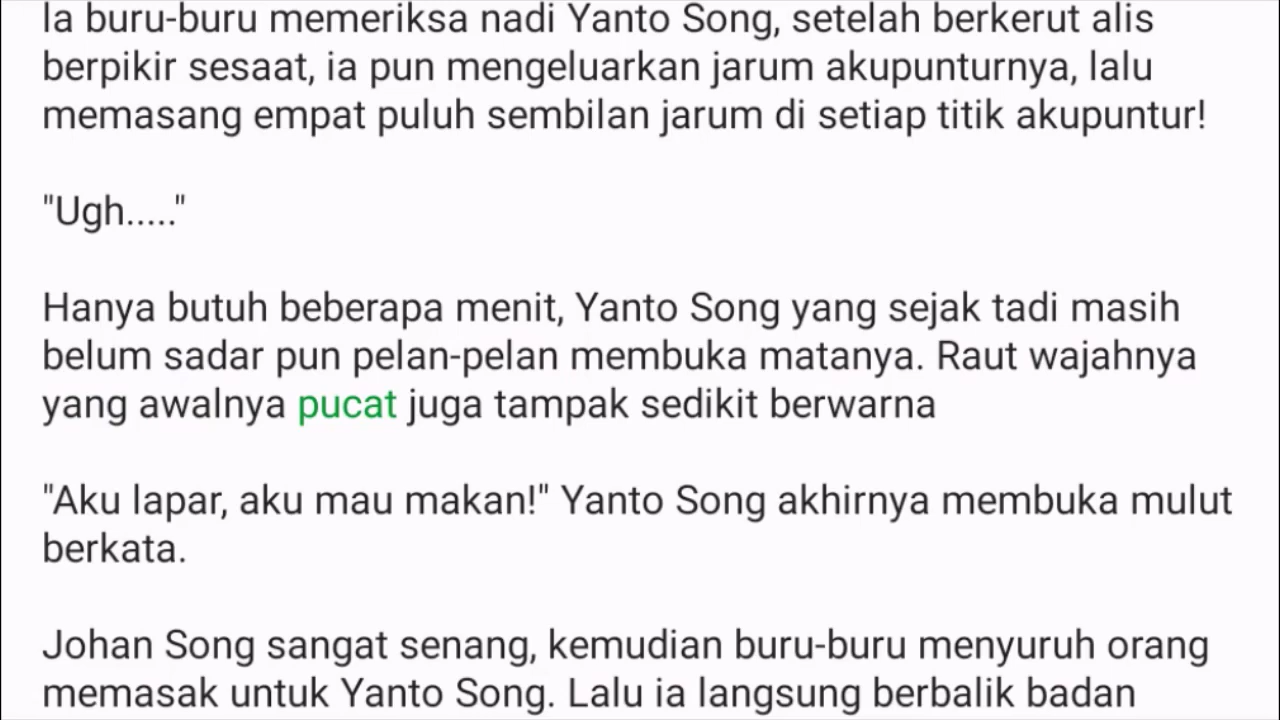 Ia buru-buru memeriksa nadi Yanto Song, setelah berkerut alis
berpikir sesaat, ia pun mengeluarkan jarum akupunturnya, lalu
memasang empat puluh sembilan jarum di setiap titik akupuntur!
"Ugh....."
Hanya butuh beberapa menit, Yanto Song yang sejak tadi masih
belum sadar pun pelan-pelan membuka matanya. Raut wajahnya
yang awalnya pucat juga tampak sedikit berwarna
"Aku lapar, aku mau makan!" Yanto Song akhirnya membuka mulut
berkata.
Johan Song sangat senang, kemudian buru-buru menyuruh orang
memasak untuk Yanto Song. Lalu ia langsung berbalik badan